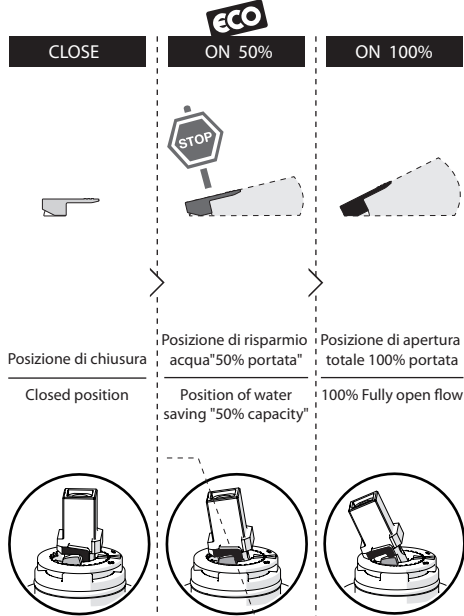 ECO
CLOSE
ON 50%
ON 100%
STOP
Posizione di chiusura
Closed position
Posizione di risparmio
acqua"50% portata"
Position of water
saving "50% capacity"
Posizione di apertura
totale 100% portata
100% Fully open flow